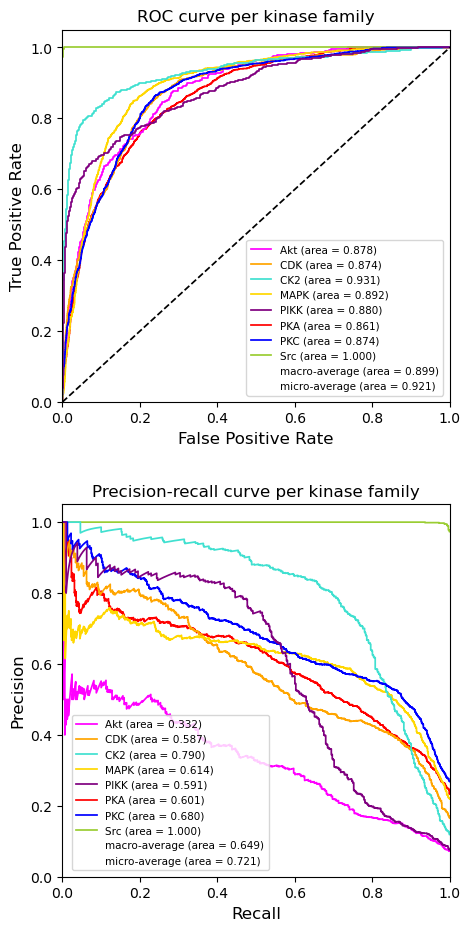 ROC curve per kinase family
1.0
0.8
0.6
0.4
0.2
0.0
True Positive Rate
Akt (area = 0.878)
CDK (area = 0.874)
CK2 (area = 0.931)
MAPK (area = 0.892)
PIKK (area = 0.880)
PKA (area = 0.861)
PKC (area = 0.874)
Src (area = 1.000)
macro-average (area = 0.899)
micro-average (area = 0.921)
0.0 0.2 0.4 0.6 0.8 1.0
False Positive Rate
Precision-recall curve per kinase family
1.0
0.8
0.6
0.4
0.2
0.0
Precision
Akt (area = 0.332)
CDK (area = 0.587)
CK2 (area = 0.790)
MAPK (area = 0.614)
PIKK (area = 0.591)
PKA (area = 0.601)
PKC (area = 0.680)
Src (area = 1.000)
macro-average (area = 0.649)
micro-average (area = 0.721)
0.0 0.2 0.4 0.6 0.8 1.0
Recall